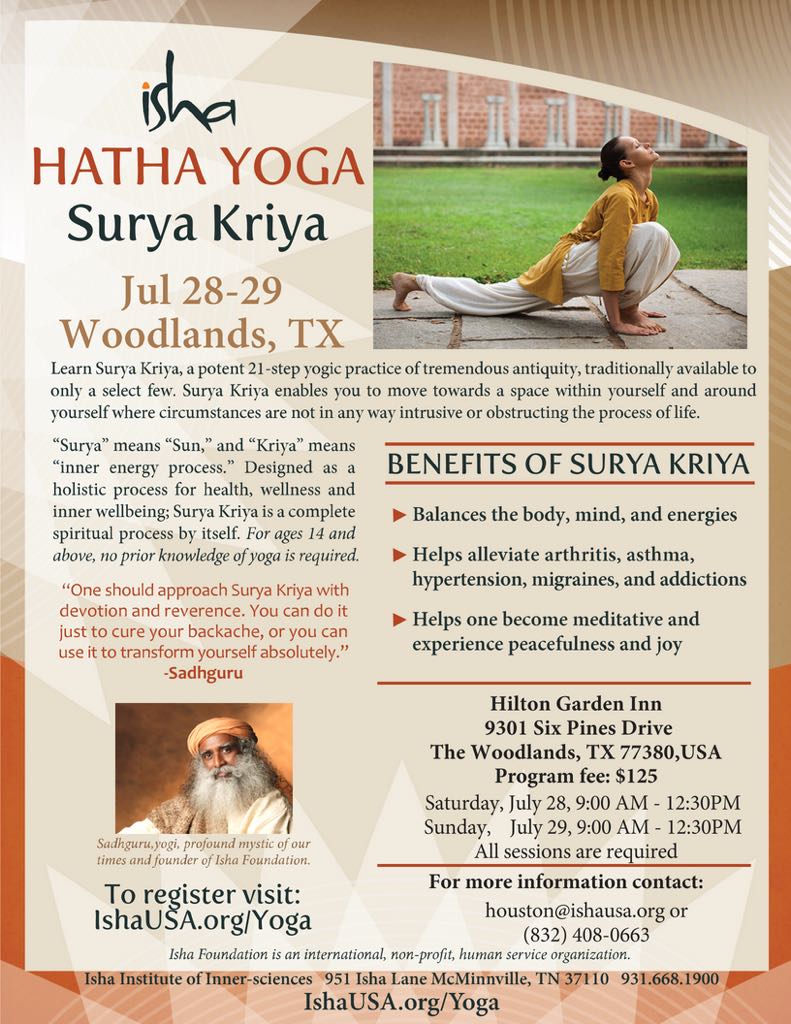 isha
HATHA YOGA
Surya Kriya
Jul 28-29
Woodlands, TX
Learn Surya Kriya, a potent 21-step yogic practice of tremendous antiquity, traditionally available to
only a select few. Surya Kriya enables you to move towards a space within yourself and around
yourself where circumstances are not in any way intrusive or obstructing the process of life.
“Surya” means “Sun,” and “Kriya” means
“inner energy process.” Designed as a
holistic process for health, wellness and
inner wellbeing; Surya Kriya is a complete
spiritual process by itself. For ages 14 and
above, no prior knowledge of yoga is required.
“One should approach Surya Kriya with
devotion and reverence. You can do it
just to cure your backache, or you can
use it to transform yourself absolutely.”
-Sadhguru
Sadhguru,yogi, profound mystic of our
times and founder of Isha Foundation.
To register visit:
IshaUSA.org/Yoga
BENEFITS OF SURYA KRIYA
▶ Balances the body, mind, and energies
▶ Helps alleviate arthritis, asthma,
hypertension, migraines, and addictions
▶ Helps one become meditative and
experience peacefulness and joy
Hilton Garden Inn
9301 Six Pines Drive
The Woodlands, TX 77380,USA
Program fee: $125
Saturday, July 28, 9:00 AM - 12:30PM
Sunday, July 29, 9:00 AM - 12:30PM
All sessions are required
For more information contact:
houston@ishausa.org or
(832) 408-0663
Isha Foundation is an international, non-profit, human service organization.
Isha Institute of Inner-sciences 951 Isha Lane McMinnville, TN 37110 931.668.1900
IshaUSA.org/Yoga